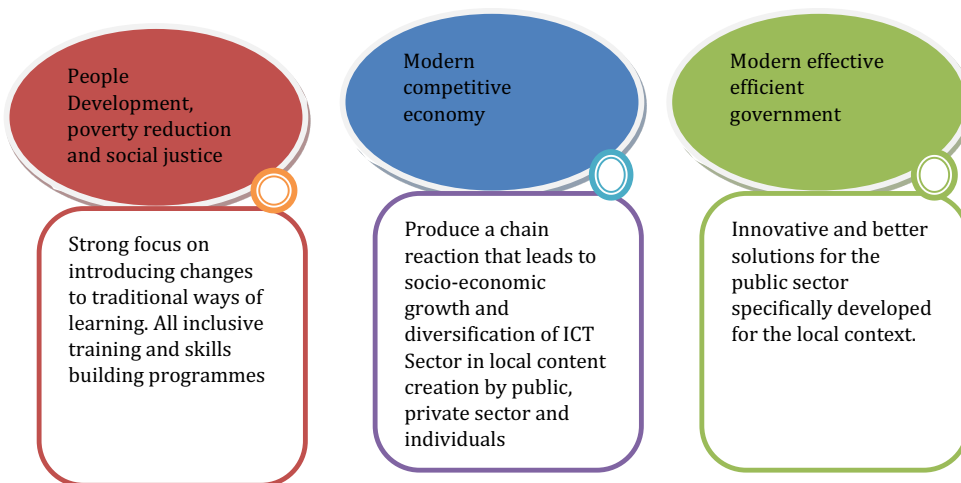 People
Development,
poverty reduction
and social justice
Strong focus on
introducing changes
to traditional ways of
learning. All inclusive
training and skills
building programmes
Modern
competitive
economy
Produce a chain
reaction that leads to
socio-economic
growth and
diversification of ICT
Sector in local content
creation by public,
private sector and
individuals
Modern effective
efficient
government
Innovative and better
solutions for the
public sector
specifically developed
for the local context.